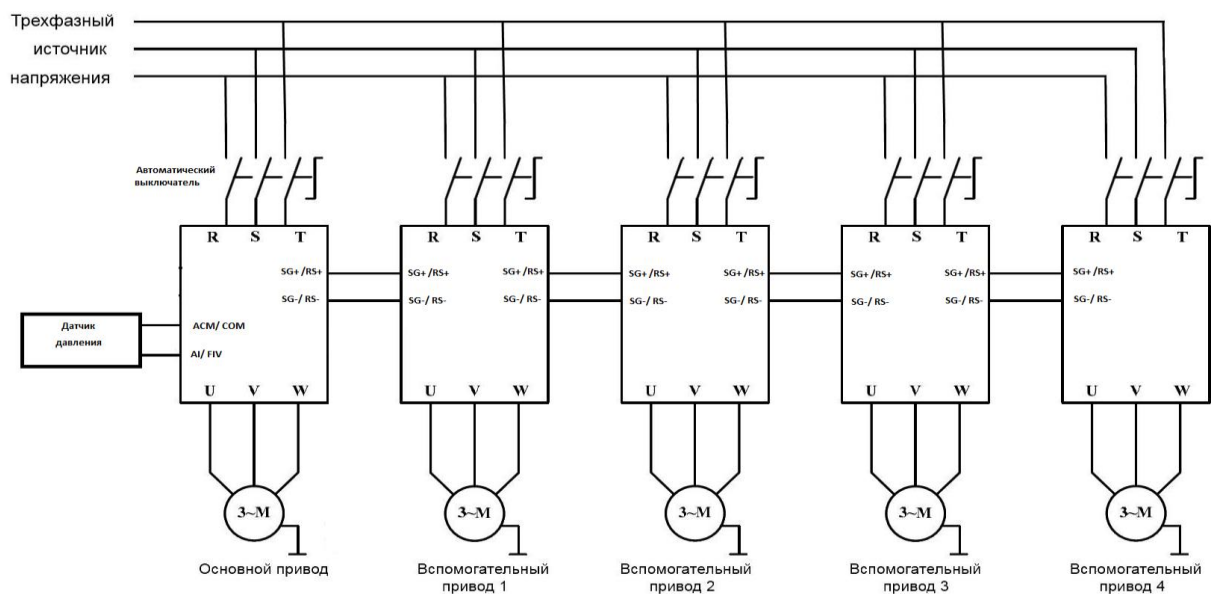 Трехфазный
источник
напряжения
Автоматический
выключатель
R S T
R S T
R S T
R S T
R S T
SG+/RS+
SG+/RS+
SG+/RS+
SG+/RS+
SG+/RS+
SG+/RS+
SG+/RS+
SG+/RS+
SG-/ RS-
SG-/ RS-
SG-/ RS-
SG-/ RS-
SG-/ RS-
SG-/ RS-
SG-/ RS-
SG-/ RS-
Датчик
давления
ACM/ COM
AI/ FIV
U V W
U V W
U V W
U V W
U V W
3~M
3~M
3~M
3~M
3~M
Основной привод
Вспомогательный
привод 1
Вспомогательный
привод 2
Вспомогательный
привод 3
Вспомогательный
привод 4